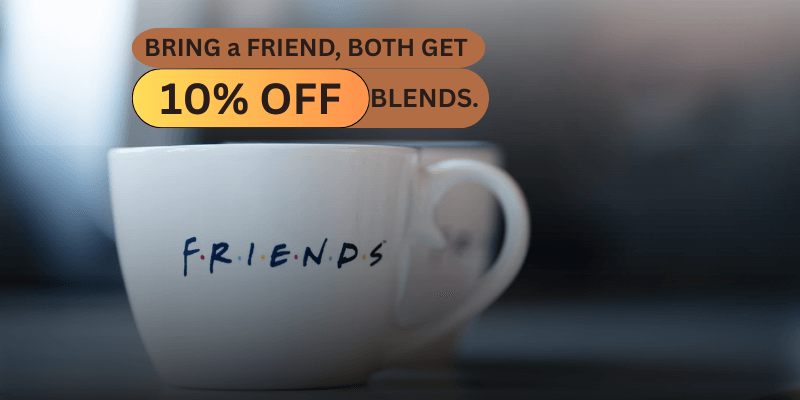 BRING a FRIEND, BOTH GET
10% OFF BLENDS.
F·R·I·E·N·D·S